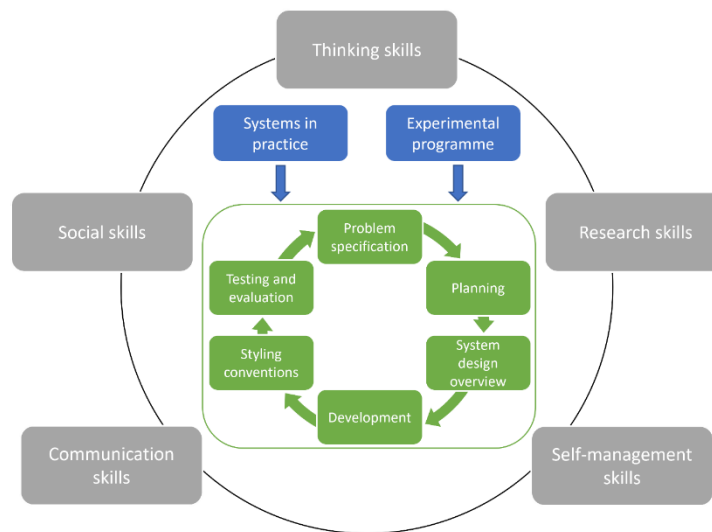 Thinking skills
Systems in
practice
Experimental
programme
Social skills
Research skills
Problem
specification
Testing and
evaluation
Planning
Styling
conventions
System
design
overview
Development
Communication
skills
Self-management
skills